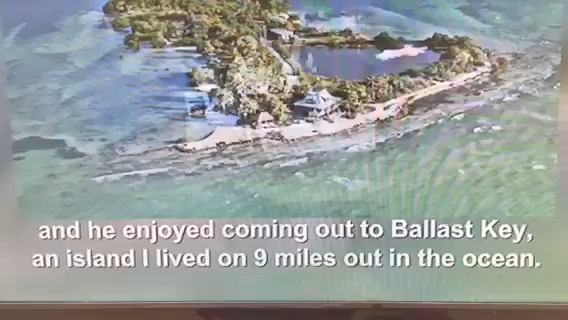 and he enjoyed coming out to Ballast Key,
an island I lived on 9 miles out in the ocean.